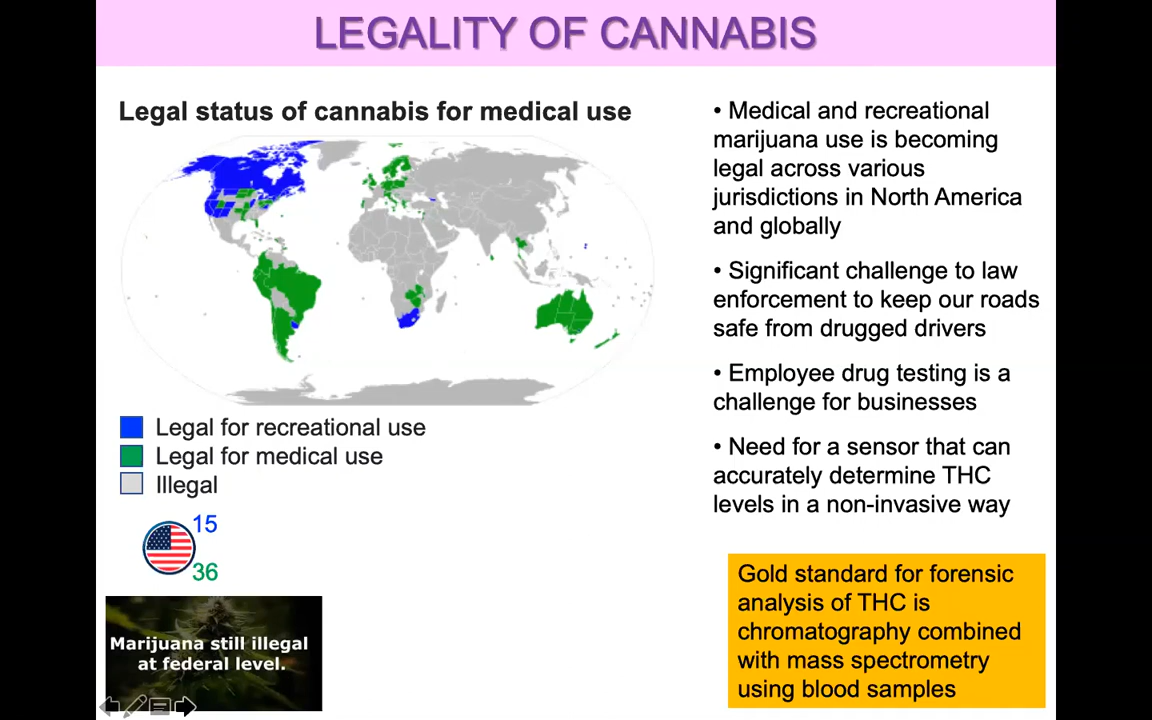 LEGALITY OF CANNABIS
Legal status of cannabis for medical use
Legal for recreational use
Legal for medical use
Illegal
15
36
Marijuana still illegal
at federal level.
• Medical and recreational
marijuana use is becoming
legal across various
jurisdictions in North America
and globally
• Significant challenge to law
enforcement to keep our roads
safe from drugged drivers
• Employee drug testing is a
challenge for businesses
• Need for a sensor that can
accurately determine THC
levels in a non-invasive way
Gold standard for forensic
analysis of THC is
chromatography combined
with mass spectrometry
using blood samples